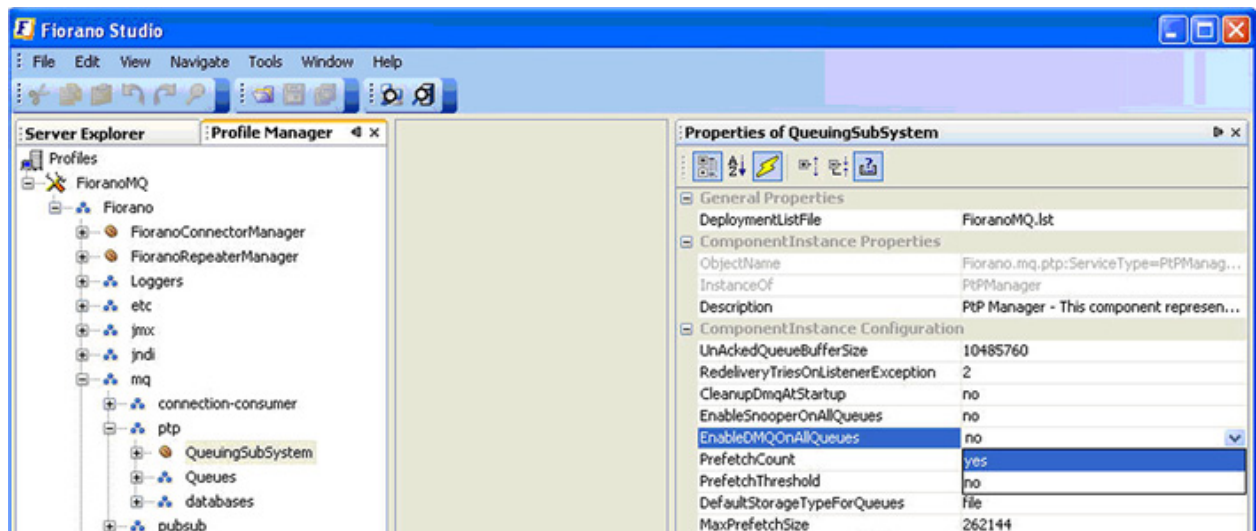 Fiorano Studio
File Edit View Navigate Tools Window Help
Server Explorer Profile Manager
Profiles
FioranoMQ
Fiorano
FioranoConnectorManager
FioranoRepeaterManager
Loggers
etc
jmx
jndi
mq
connection-consumer
ptp
QueuingSubSystem
Queues
databases
pubsub
Properties of QueuingSubSystem
General Properties
DeploymentListFile FioranoMQ.lst
ComponentInstance Properties
ObjectName Fiorano.mq.ptp:ServiceType=PtPManag...
InstanceOf PtPManager
Description PtP Manager - This component represen...
ComponentInstance Configuration
UnAckedQueueBufferSize 10485760
RedeliveryTriesOnListenerException 2
CleanupDmqAtStartup no
EnableSnooperOnAllQueues no
EnableDMQOnAllQueues no
PrefetchCount yes
PrefetchThreshold no
DefaultStorageTypeForQueues file
MaxPrefetchSize 262144